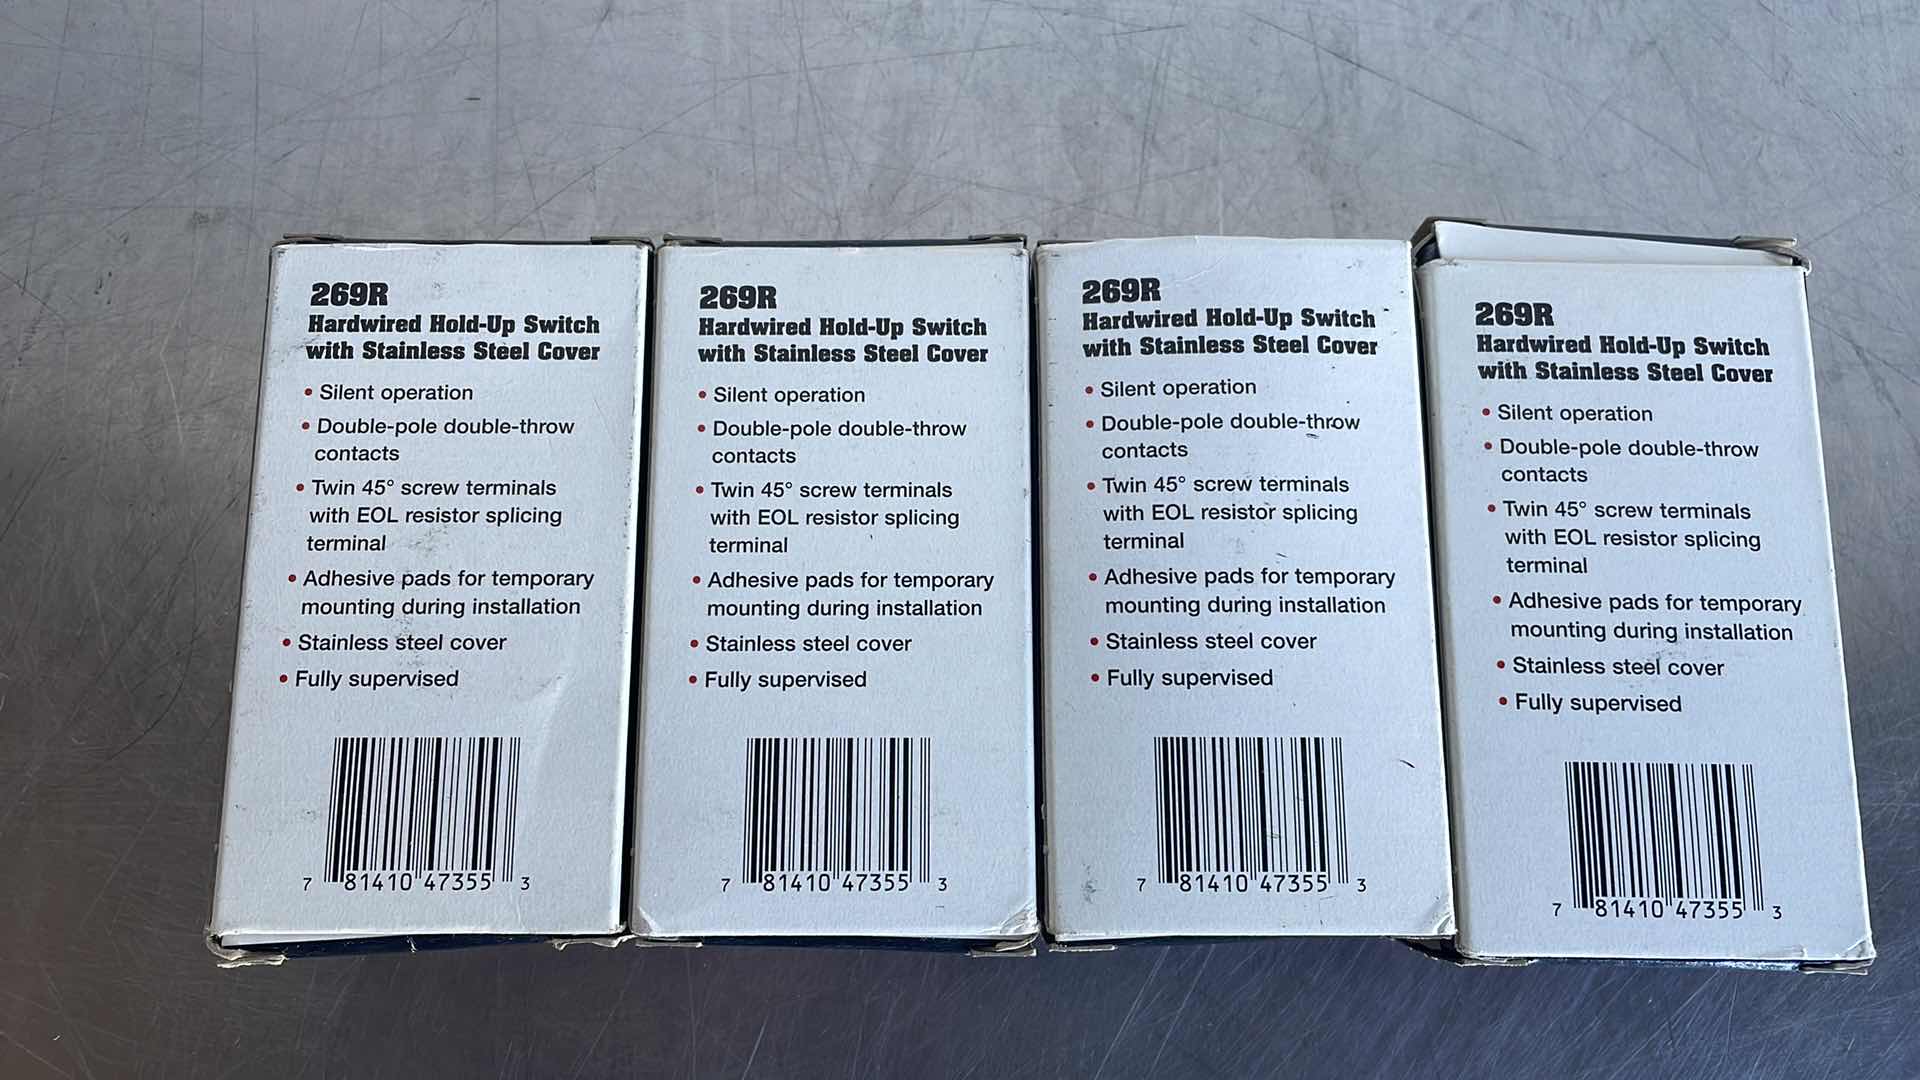 269R
Hardwired Hold-Up Switch
with Stainless Steel Cover
• Silent operation
• Double-pole double-throw
contacts
• Twin 45° screw terminals
with EOL resistor splicing
terminal
• Adhesive pads for temporary
mounting during installation
• Stainless steel cover
• Fully supervised
7 81410 47355 3
269R
Hardwired Hold-Up Switch
with Stainless Steel Cover
• Silent operation
• Double-pole double-throw
contacts
• Twin 45° screw terminals
with EOL resistor splicing
terminal
• Adhesive pads for temporary
mounting during installation
• Stainless steel cover
• Fully supervised
7 81410 47355 3
269R
Hardwired Hold-Up Switch
with Stainless Steel Cover
• Silent operation
• Double-pole double-throw
contacts
• Twin 45° screw terminals
with EOL resistor splicing
terminal
• Adhesive pads for temporary
mounting during installation
• Stainless steel cover
• Fully supervised
7 81410 47355 3
269R
Hardwired Hold-Up Switch
with Stainless Steel Cover
• Silent operation
• Double-pole double-throw
contacts
• Twin 45° screw terminals
with EOL resistor splicing
terminal
• Adhesive pads for temporary
mounting during installation
• Stainless steel cover
• Fully supervised
7 81410 47355 3